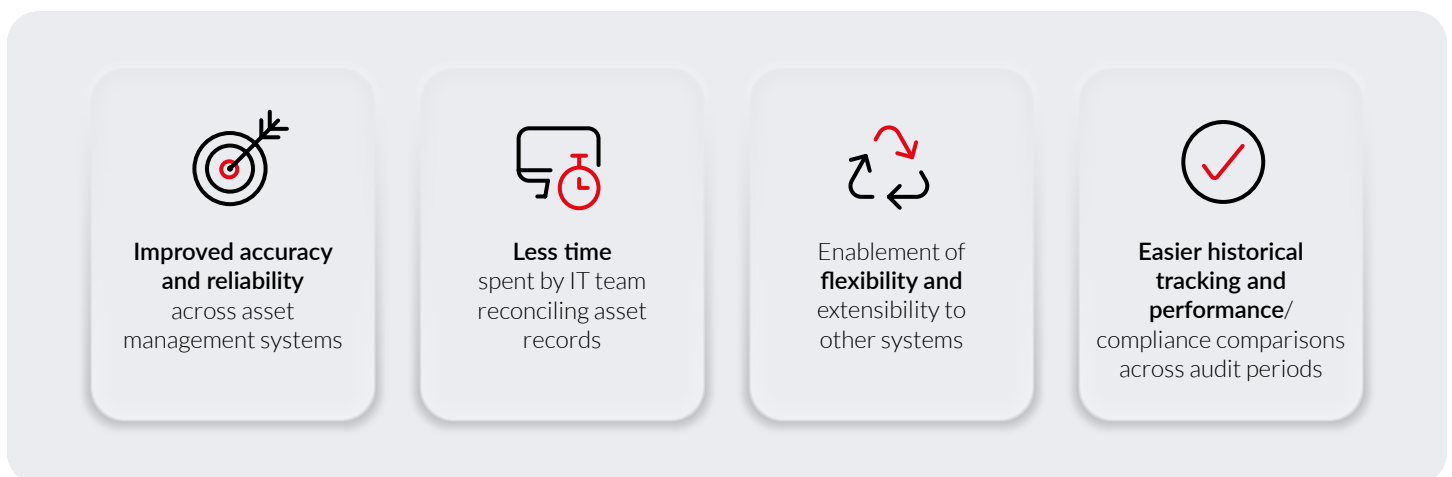 Improved accuracy
and reliability
across asset
management systems
Less time
spent by IT team
reconciling asset
records
Enablement of
flexibility and
extensibility to
other systems
Easier historical
tracking and
performance/
compliance comparisons
across audit periods